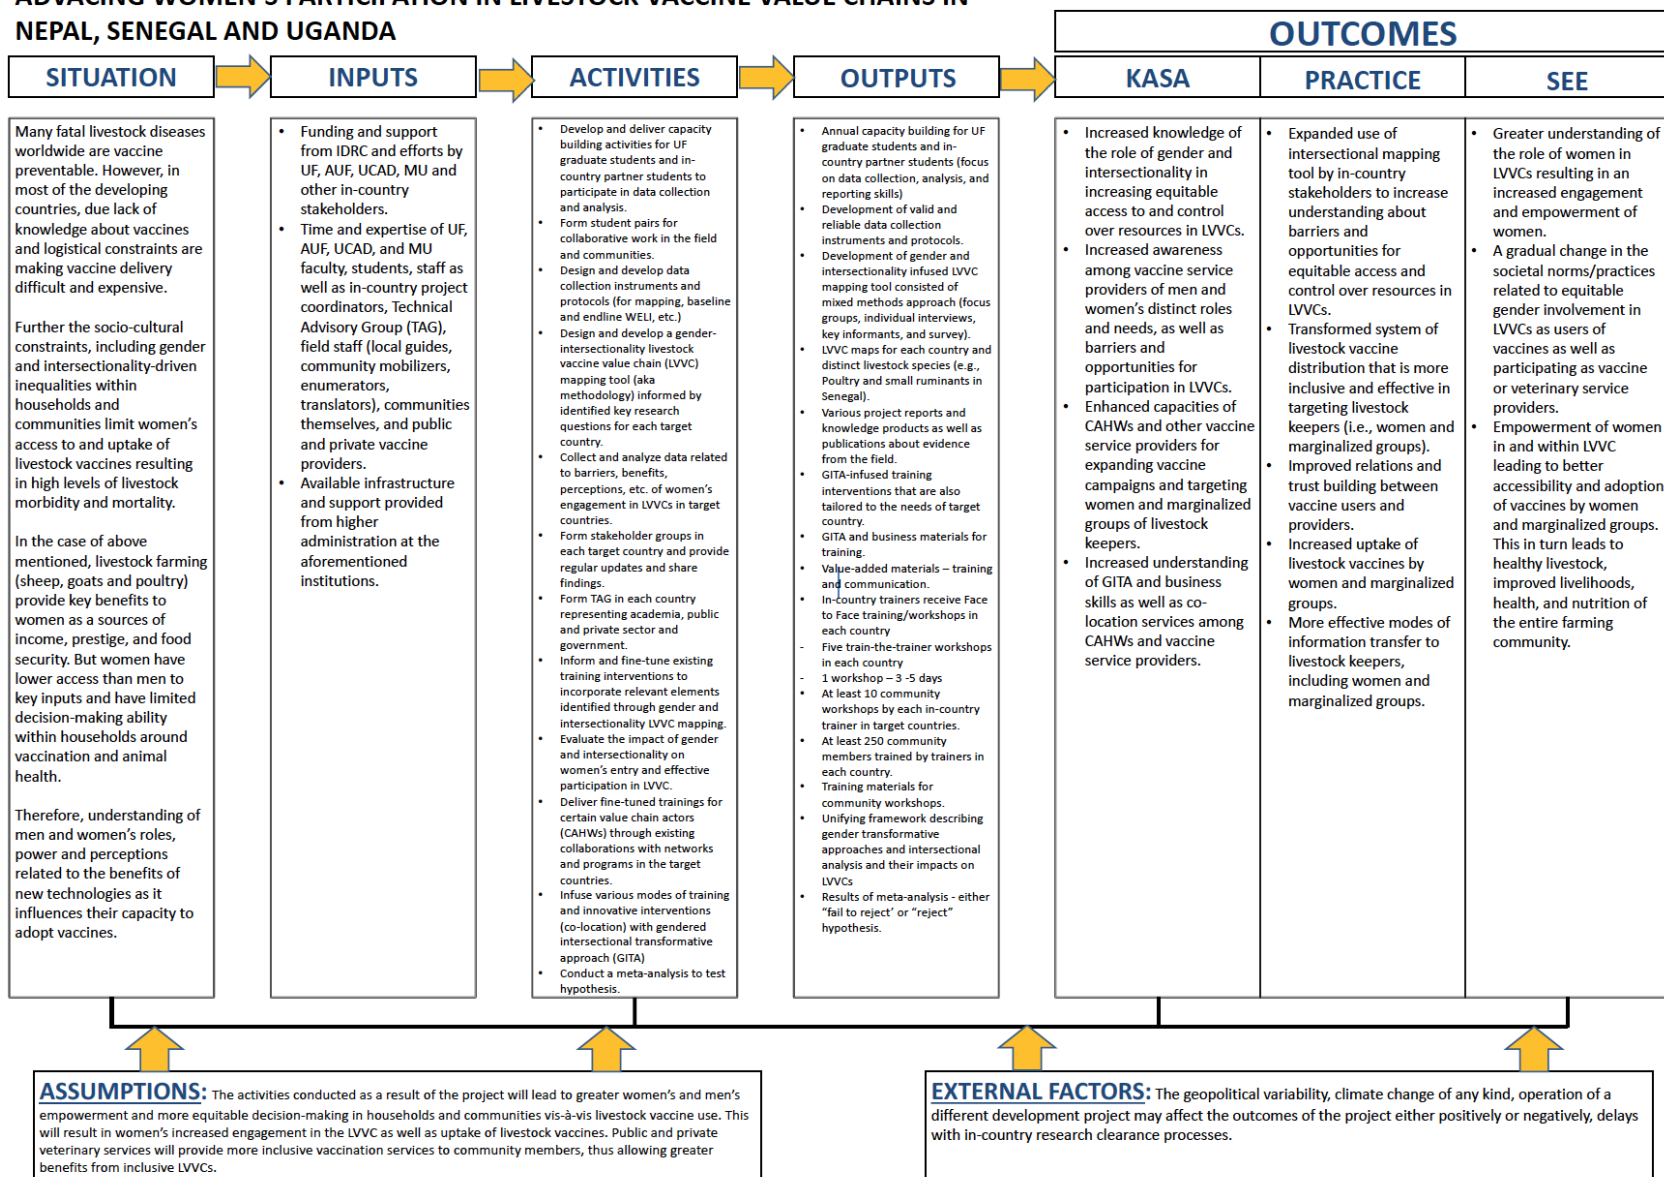 ADVACING WOMEN'S PARTICIPATION IN LIVESTOCK VACCINE VALUE CHAINS IN
NEPAL, SENEGAL AND UGANDA
OUTCOMES
SITUATION
INPUTS
ACTIVITIES
OUTPUTS
KASA
PRACTICE
SEE
Many fatal livestock diseases
worldwide are vaccine
preventable. However, in
most of the developing
countries, due lack of
knowledge about vaccines
and logistical constraints are
making vaccine delivery
difficult and expensive.
Further the socio-cultural
constraints, including gender
and intersectionality-driven
inequalities within
households and
communities limit women's
access to and uptake of
livestock vaccines resulting
in high levels of livestock
morbidity and mortality.
In the case of above
mentioned, livestock farming
(sheep, goats and poultry)
provide key benefits to
women as a sources of
income, prestige, and food
security. But women have
lower access than men to
key inputs and have limited
decision-making ability
within households around
vaccination and animal
health.
Therefore, understanding of
men and women's roles,
power and perceptions
related to the benefits of
new technologies as it
influences their capacity to
adopt vaccines.
• Funding and support
from IDRC and efforts by
UF, AUF, UCAD, MU and
other in-country
stakeholders.
• Time and expertise of UF,
AUF, UCAD, and MU
faculty, students, staff as
well as in-country project
coordinators, Technical
Advisory Group (TAG),
field staff (local guides,
community mobilizers,
enumerators,
translators), communities
themselves, and public
and private vaccine
providers.
• Available infrastructure
and support provided
from higher
administration at the
aforementioned
institutions.
• Develop and deliver capacity
building activities for UF
graduate students and in-
country partner students to
participate in data collection
and analysis.
• Form student pairs for
collaborative work in the field
and communities.
• Design and develop data
collection instruments and
protocols (for mapping, baseline
and endline WELI, etc.)
• Design and develop a gender-
intersectionality livestock
vaccine value chain (LVVC)
mapping tool (aka
methodology) informed by
identified key research
questions for each target
country.
• Collect and analyze data related
to barriers, benefits,
perceptions, etc. of women's
engagement in LVVCs in target
countries.
• Form stakeholder groups in
each target country and provide
regular updates and share
findings.
• Form TAG in each country
representing academia, public
and private sector and
government.
• Inform and fine-tune existing
training interventions to
incorporate relevant elements
identified through gender and
intersectionality LVVC mapping.
• Evaluate the impact of gender
and intersectionality on
women's entry and effective
participation in LVVC.
• Deliver fine-tuned trainings for
certain value chain actors
(CAHWs) through existing
collaborations with networks
and programs in the target
countries.
• Infuse various modes of training
and innovative interventions
(co-location) with gendered
intersectional transformative
approach (GITA)
• Conduct a meta-analysis to test
hypothesis.
• Annual capacity building for UF
graduate students and in-
country partner students (focus
on data collection, analysis, and
reporting skills)
• Development of valid and
reliable data collection
instruments and protocols.
• Development of gender and
intersectionality infused LVVC
mapping tool consisted of
mixed methods approach (focus
groups, individual interviews,
key informants, and survey).
• LVVC maps for each country and
distinct livestock species (e.g.,
Poultry and small ruminants in
Senegal).
• Various project reports and
knowledge products as well as
publications about evidence
from the field.
• GITA-infused training
interventions that are also
tailored to the needs of target
country.
• GITA and business materials for
training.
• Value-added materials – training
and communication.
• In-country trainers receive Face
to Face training/workshops in
each country
- Five train-the-trainer workshops
in each country
- 1 workshop – 3 -5 days
• At least 10 community
workshops by each in-country
trainer in target countries.
• At least 250 community
members trained by trainers in
each country.
• Training materials for
community workshops.
• Unifying framework describing
gender transformative
approaches and intersectional
analysis and their impacts on
LVVCs
• Results of meta-analysis - either
"fail to reject' or "reject"
hypothesis.
• Increased knowledge of
the role of gender and
intersectionality in
increasing equitable
access to and control
over resources in LVVCs.
• Increased awareness
among vaccine service
providers of men and
women's distinct roles
and needs, as well as
barriers and
opportunities for
participation in LVVCs.
• Enhanced capacities of
CAHWs and other vaccine
service providers for
expanding vaccine
campaigns and targeting
women and marginalized
groups of livestock
keepers.
• Increased understanding
of GITA and business
skills as well as co-
location services among
CAHWs and vaccine
service providers.
• Expanded use of
intersectional mapping
tool by in-country
stakeholders to increase
understanding about
barriers and
opportunities for
equitable access and
control over resources in
LVVCs.
• Transformed system of
livestock vaccine
distribution that is more
inclusive and effective in
targeting livestock
keepers (i.e., women and
marginalized groups).
• Improved relations and
trust building between
vaccine users and
providers.
• Increased uptake of
livestock vaccines by
women and marginalized
groups.
• More effective modes of
information transfer to
livestock keepers,
including women and
marginalized groups.
• Greater understanding of
the role of women in
LVVCs resulting in an
increased engagement
and empowerment of
women.
• A gradual change in the
societal norms/practices
related to equitable
gender involvement in
LVVCs as users of
vaccines as well as
participating as vaccine
or veterinary service
providers.
• Empowerment of women
in and within LVVC
leading to better
accessibility and adoption
of vaccines by women
and marginalized groups.
This in turn leads to
healthy livestock,
improved livelihoods,
health, and nutrition of
the entire farming
community.
ASSUMPTIONS: The activities conducted as a result of the project will lead to greater women's and men's
empowerment and more equitable decision-making in households and communities vis-à-vis livestock vaccine use. This
will result in women's increased engagement in the LVVC as well as uptake of livestock vaccines. Public and private
veterinary services will provide more inclusive vaccination services to community members, thus allowing greater
benefits from inclusive LVVCs.
EXTERNAL FACTORS: The geopolitical variability, climate change of any kind, operation of a
different development project may affect the outcomes of the project either positively or negatively, delays
with in-country research clearance processes.